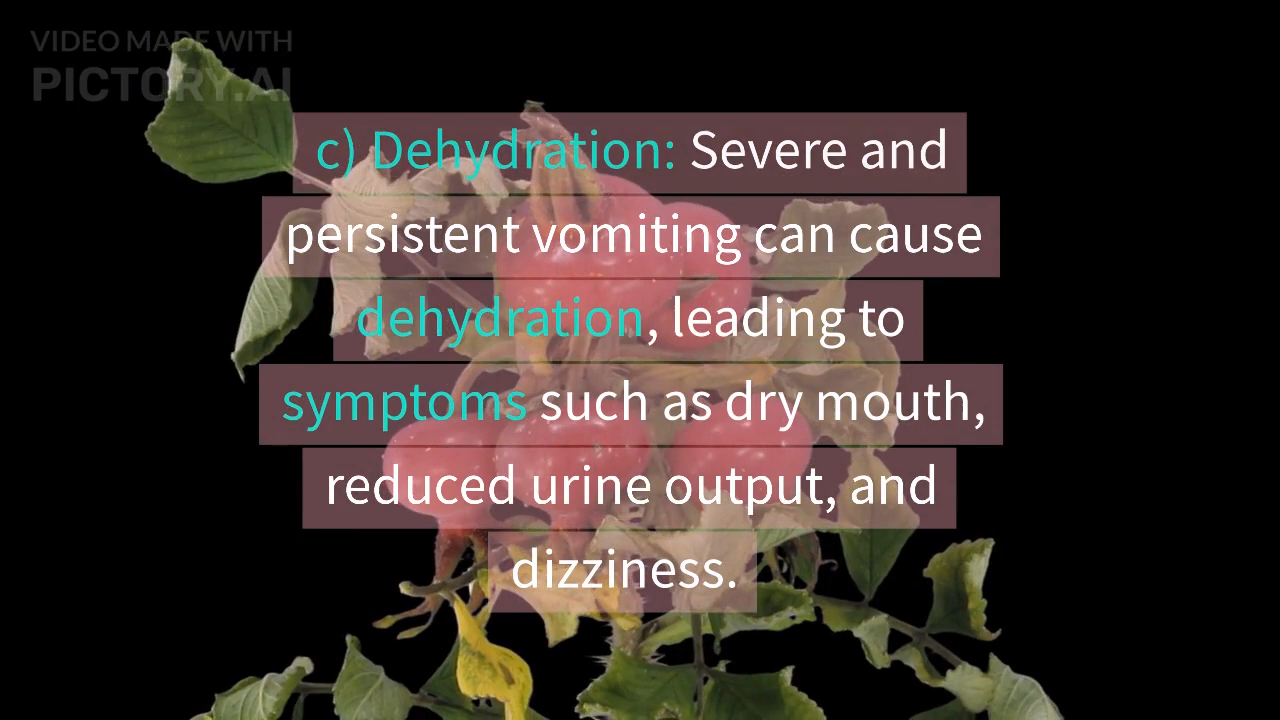 VIDEO MADE WITH
PICTORY.AI
c) Dehydration: Severe and
persistent vomiting can cause
dehydration, leading to
symptoms such as dry mouth,
reduced urine output, and
dizziness.